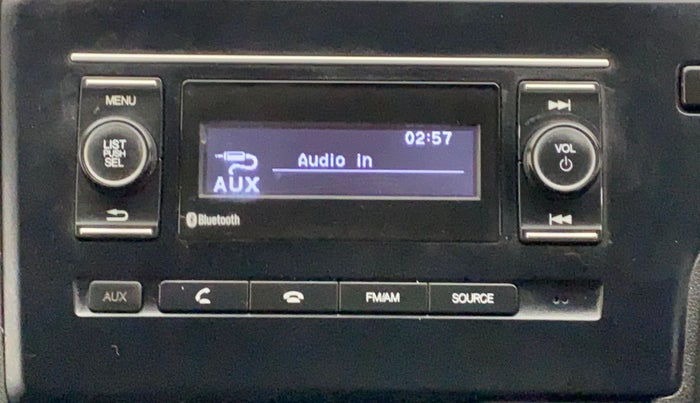 MENU
LIST
PUSH
SEL
02:57
Audio in
AUX
Bluetooth
VOL
AUX
FM/AM
SOURCE